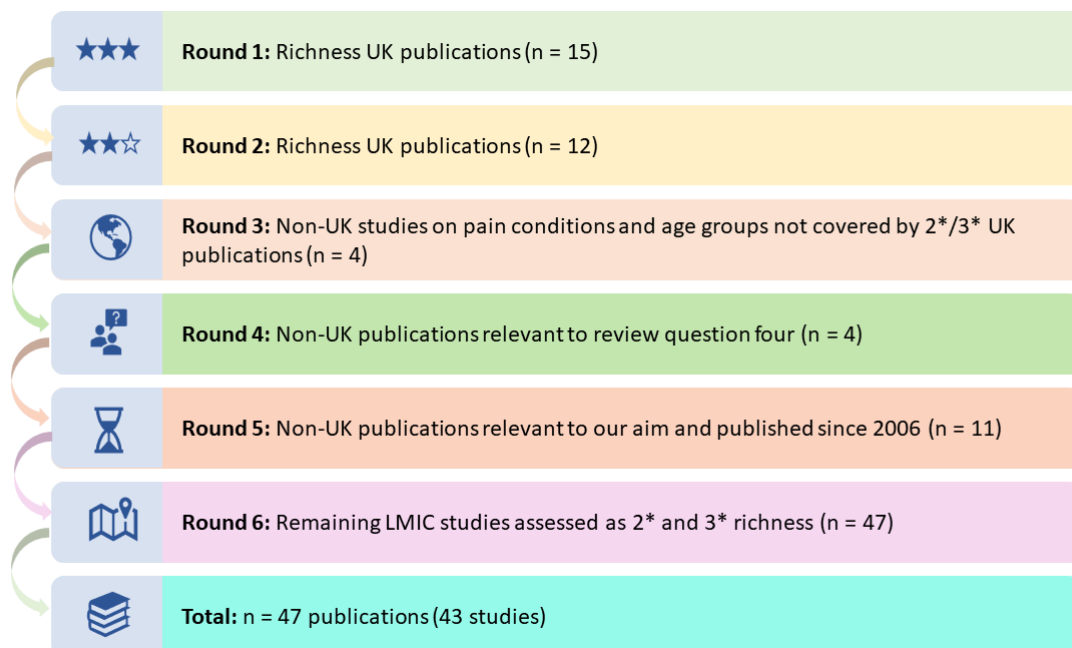 Round 1: Richness UK publications (n = 15)
Round 2: Richness UK publications (n = 12)
Round 3: Non-UK studies on pain conditions and age groups not covered by 2*/3* UK
publications (n = 4)
?
Round 4: Non-UK publications relevant to review question four (n = 4)
Round 5: Non-UK publications relevant to our aim and published since 2006 (n = 11)
Round 6: Remaining LMIC studies assessed as 2* and 3* richness (n = 47)
Total: n = 47 publications (43 studies)